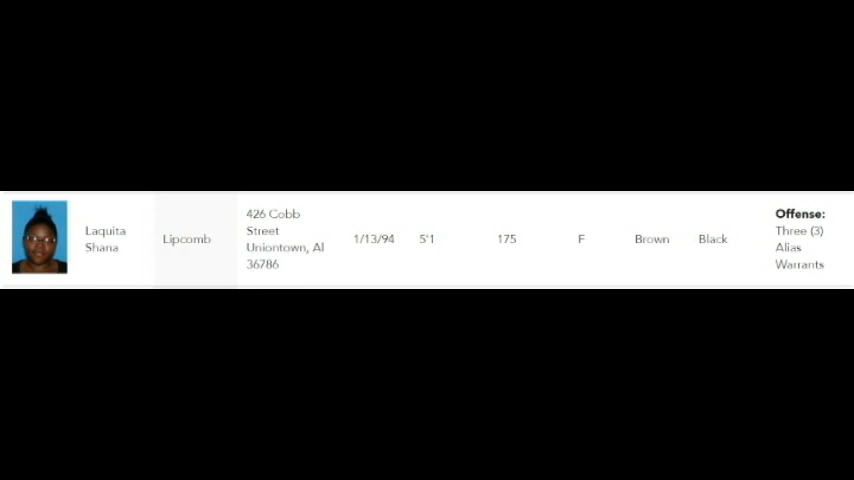 Laquita
Shana
Lipcomb
426 Cobb
Street
Uniontown, Al
36786
1/13/94
5'1
175
F
Brown
Black
Offense:
Three (3)
Alias
Warrants